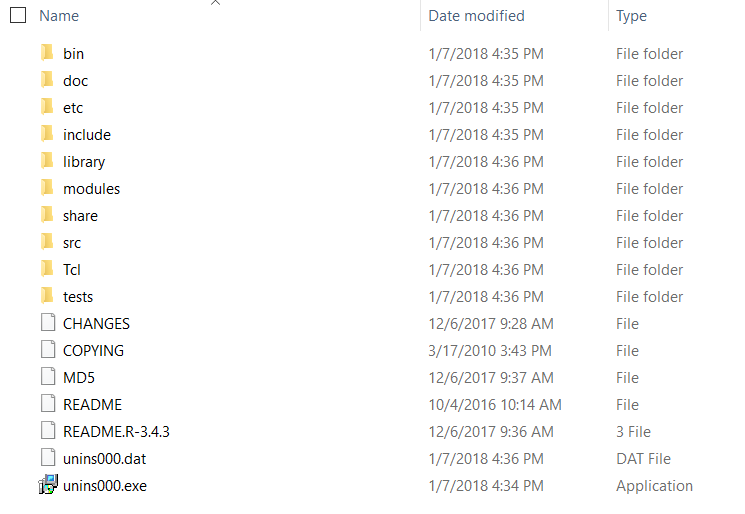 Name Date modified Type
bin 1/7/2018 4:35 PM File folder
doc 1/7/2018 4:35 PM File folder
etc 1/7/2018 4:35 PM File folder
include 1/7/2018 4:35 PM File folder
library 1/7/2018 4:36 PM File folder
modules 1/7/2018 4:36 PM File folder
share 1/7/2018 4:36 PM File folder
src 1/7/2018 4:36 PM File folder
Tcl 1/7/2018 4:36 PM File folder
tests 1/7/2018 4:36 PM File folder
CHANGES 12/6/2017 9:28 AM File
COPYING 3/17/2010 3:43 PM File
MD5 12/6/2017 9:37 AM File
README 10/4/2016 10:14 AM File
README.R-3.4.3 12/6/2017 9:36 AM 3 File
unins000.dat 1/7/2018 4:36 PM DAT File
unins000.exe 1/7/2018 4:34 PM Application